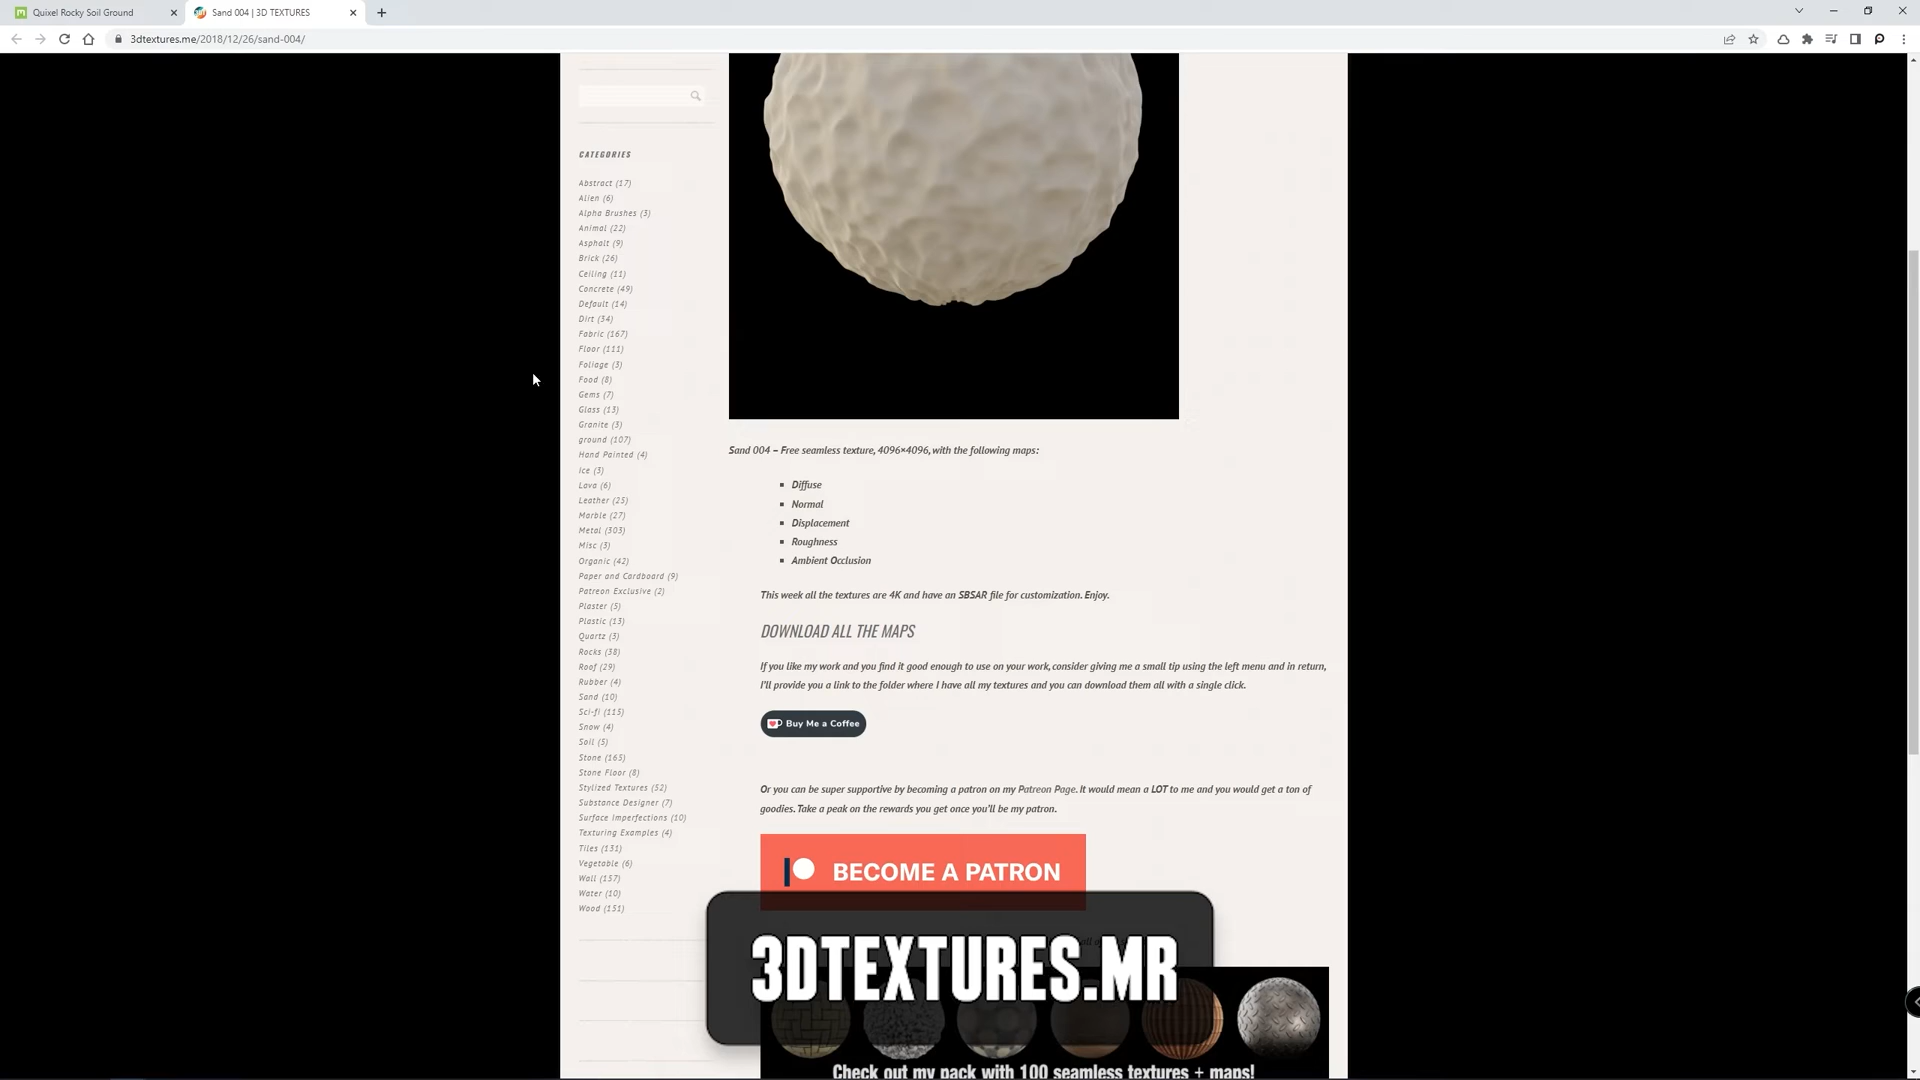 Quixel Rocky Soil Ground
Sand 004 | 3D TEXTURES
3dtextures.me/2018/12/26/sand-004/
CATEGORIES
Abstract (17)
Alien (6)
Alpha Brushes (3)
Animal (22)
Asphalt (9)
Brick (26)
Ceiling (11)
Concrete (49)
Default (14)
Dirt (34)
Fabric (167)
Floor (111)
Foliage (3)
Food (8)
Gems (7)
Glass (13)
Granite (3)
ground (107)
Hand Painted (4)
Ice (3)
Lava (6)
Leather (25)
Marble (27)
Metal (303)
Misc (3)
Organic (42)
Paper and Cardboard (9)
Patreon Exclusive (2)
Plaster (5)
Plastic (13)
Quartz (3)
Rocks (38)
Roof (29)
Rubber (4)
Sand (10)
Sci-fi (115)
Snow (4)
Soil (5)
Stone (165)
Stone Floor (8)
Stylized Textures (52)
Substance Designer (7)
Surface Imperfections (10)
Texturing Examples (4)
Tiles (131)
Vegetable (6)
Wall (157)
Water (10)
Wood (151)
Sand 004 – Free seamless texture, 4096×4096, with the following maps:
Diffuse
Normal
Displacement
Roughness
Ambient Occlusion
This week all the textures are 4K and have an SBSAR file for customization. Enjoy.
DOWNLOAD ALL THE MAPS
If you like my work and you find it good enough to use on your work, consider giving me a small tip using the left menu and in return,
I'll provide you a link to the folder where I have all my textures and you can download them all with a single click.
Buy Me a Coffee
Or you can be super supportive by becoming a patron on my Patreon Page. It would mean a LOT to me and you would get a ton of
goodies. Take a peak on the rewards you get once you'll be my patron.
BECOME A PATRON
3DTEXTURES.MR
Check out my pack with 100 seamless textures + maps!